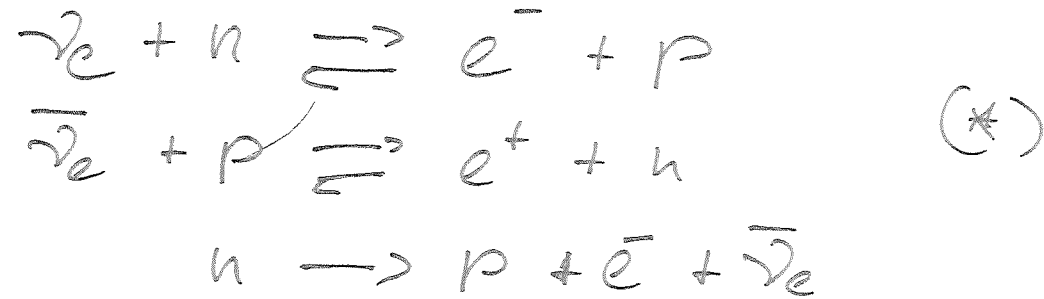 νₑ + n ⇌ e⁻ + p
ν̄ₑ + p ⇌ e⁺ + n (*)
n → p + e⁻ + ν̄ₑ